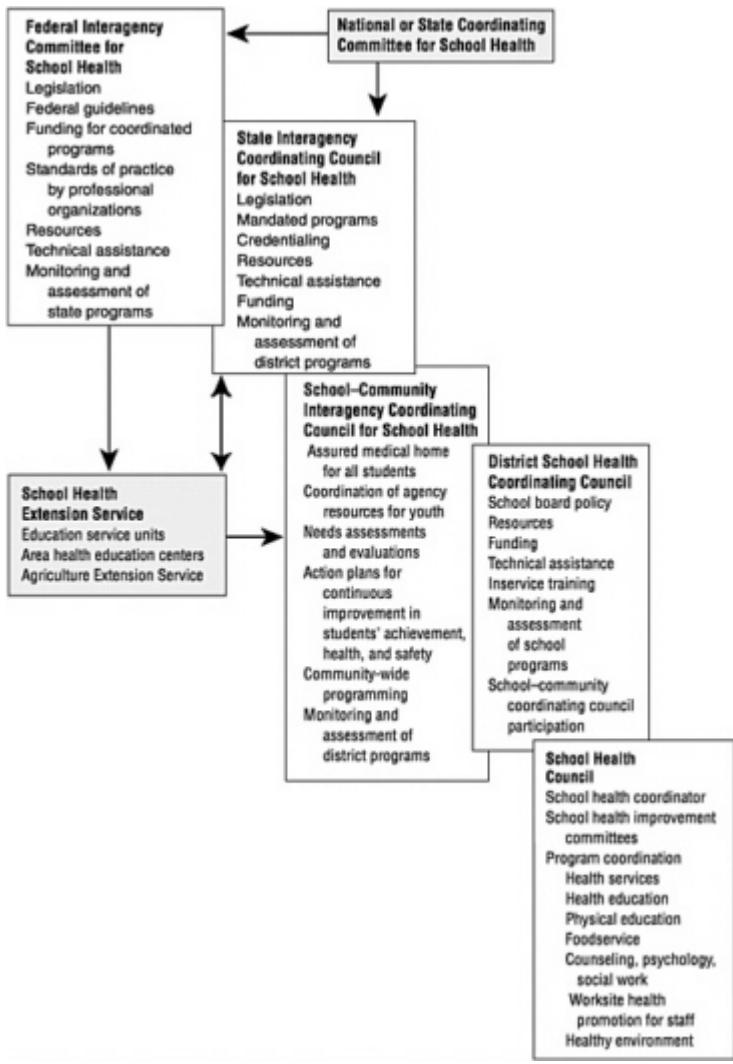 Federal Interagency
Committee for
School Health
Legislation
Federal guidelines
Funding for coordinated
programs
Standards of practice
by professional
organizations
Resources
Technical assistance
Monitoring and
assessment of
state programs
National or State Coordinating
Committee for School Health
State Interagency
Coordinating Council
for School Health
Legislation
Mandated programs
Credentialing
Resources
Technical assistance
Funding
Monitoring and
assessment of
district programs
School Health
Extension Service
Education service units
Area health education centers
Agriculture Extension Service
School–Community
Interagency Coordinating
Council for School Health
Assured medical home
for all students
Coordination of agency
resources for youth
Needs assessments
and evaluations
Action plans for
continuous
improvement in
students' achievement,
health, and safety
Community-wide
programming
Monitoring and
assessment of
district programs
District School Health
Coordinating Council
School board policy
Resources
Funding
Technical assistance
Inservice training
Monitoring and
assessment
of school
programs
School–community
coordinating council
participation
School Health
Council
School health coordinator
School health improvement
committees
Program coordination
Health services
Health education
Physical education
Foodservice
Counseling, psychology,
social work
Worksite health
promotion for staff
Healthy environment